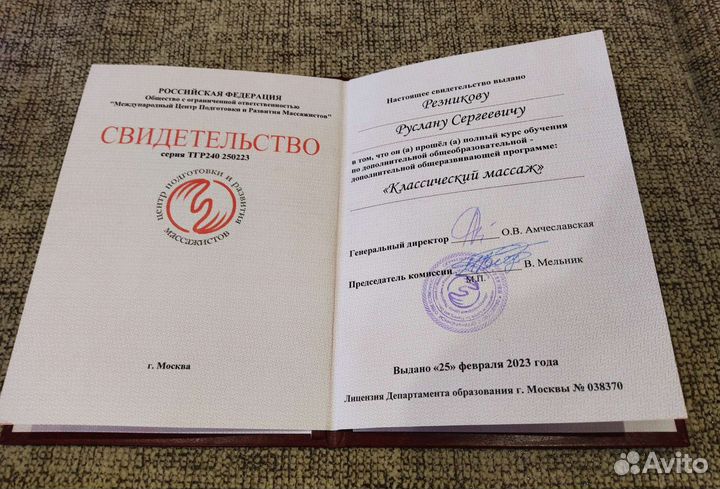 РОССИЙСКАЯ ФЕДЕРАЦИЯ
Общество с ограниченной ответственностью
"Международный Центр Подготовки и Развития Массажистов"
СВИДЕТЕЛЬСТВО
серия ТГР240 250223
центр подготовки и развития
массажистов
г. Москва
Настоящее свидетельство выдано
Резникову
Руслану Сергеевичу
в том, что он (а) прошёл (а) полный курс обучения
по дополнительной общеобразовательной -
дополнительной общеразвивающей программе:
«Классический массаж»
Генеральный директор О.В. Амчеславская
Председатель комиссии В. Мельник
М.П.
Выдано «25» февраля 2023 года
Лицензия Департамента образования г. Москвы № 038370
Avito